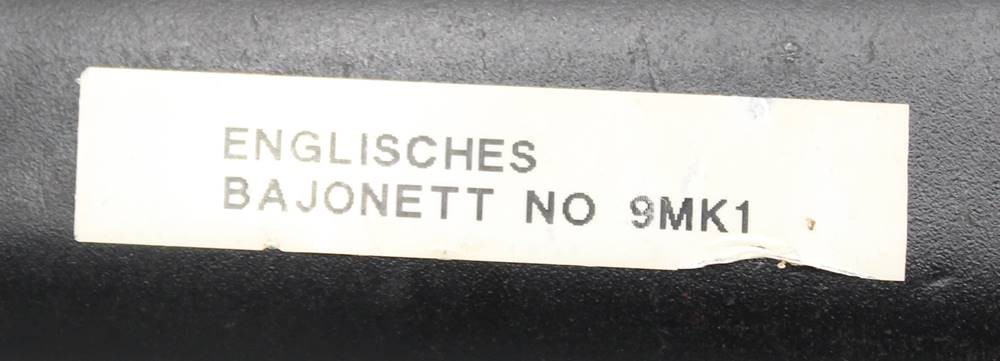 ENGLISCHES
BAJONETT NO 9MK1